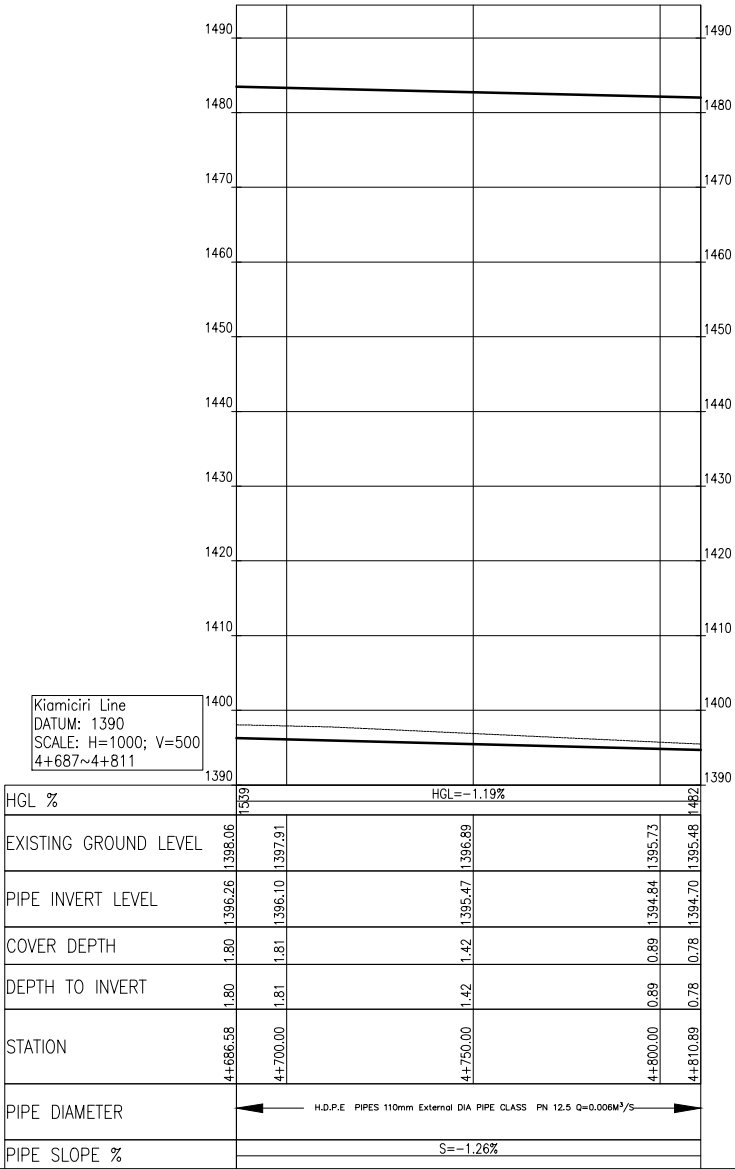 1490 1490
1480 1480
1470 1470
1460 1460
1450 1450
1440 1440
1430 1430
1420 1420
1410 1410
1400 1400
1390 1390
Kiamiciri Line
DATUM: 1390
SCALE: H=1000; V=500
4+687~4+811
HGL % 1539 HGL=-1.19% 1482
EXISTING GROUND LEVEL 1398.06 1397.91 1396.89 1395.73 1395.48
PIPE INVERT LEVEL 1396.26 1396.10 1395.47 1394.84 1394.70
COVER DEPTH 1.80 1.81 1.42 0.89 0.78
DEPTH TO INVERT 1.80 1.81 1.42 0.89 0.78
STATION 4+686.58 4+700.00 4+750.00 4+800.00 4+810.89
PIPE DIAMETER H.D.P.E PIPES 110mm External DIA PIPE CLASS PN 12.5 Q=0.006M³/S
PIPE SLOPE % S=-1.26%